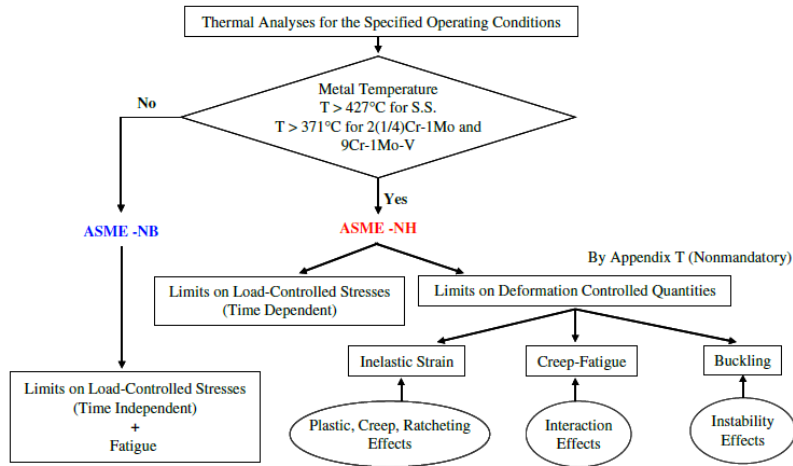 Thermal Analyses for the Specified Operating Conditions
Metal Temperature
T > 427°C for S.S.
T > 371°C for 2(1/4)Cr-1Mo and
9Cr-1Mo-V
No
Yes
ASME -NB
ASME -NH
By Appendix T (Nonmandatory)
Limits on Load-Controlled Stresses
(Time Dependent)
Limits on Deformation Controlled Quantities
Inelastic Strain
Creep-Fatigue
Buckling
Limits on Load-Controlled Stresses
(Time Independent)
+
Fatigue
Plastic, Creep, Ratcheting
Effects
Interaction
Effects
Instability
Effects